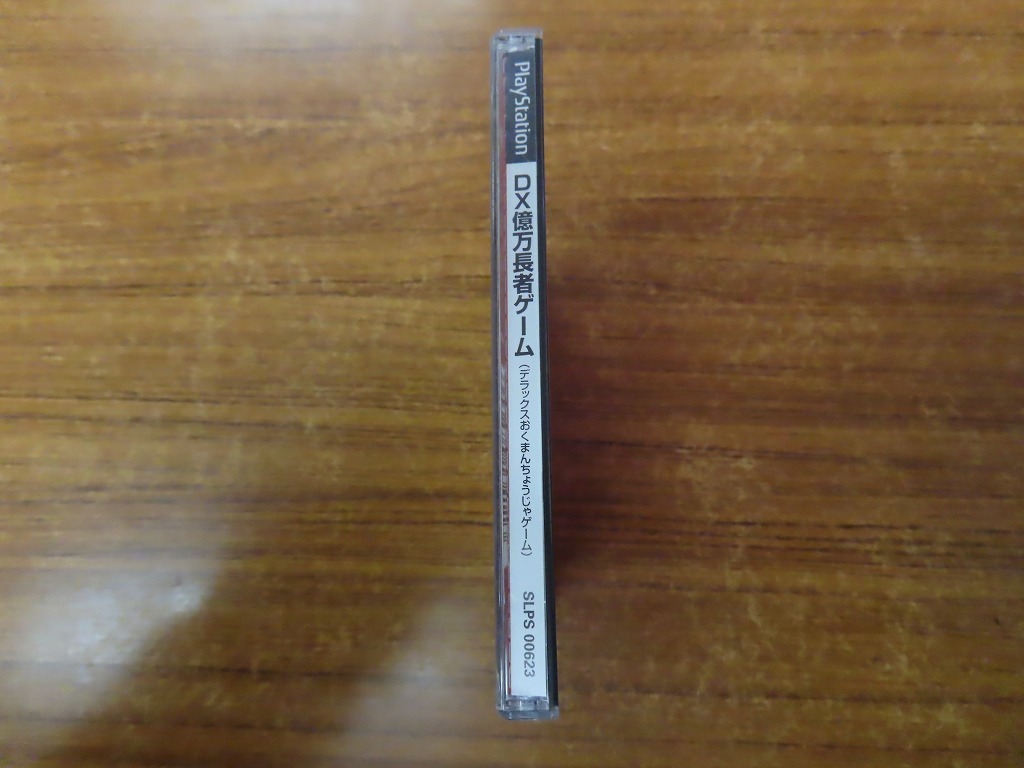 PlayStation
DX億万長者ゲーム
(デラックスおくまんちょうじゃゲーム)
SLPS 00623